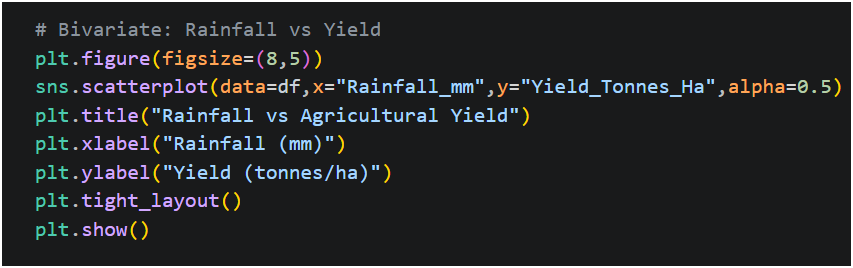 # Bivariate: Rainfall vs Yield
plt.figure(figsize=(8,5))
sns.scatterplot(data=df,x="Rainfall_mm",y="Yield_Tonnes_Ha",alpha=0.5)
plt.title("Rainfall vs Agricultural Yield")
plt.xlabel("Rainfall (mm)")
plt.ylabel("Yield (tonnes/ha)")
plt.tight_layout()
plt.show()